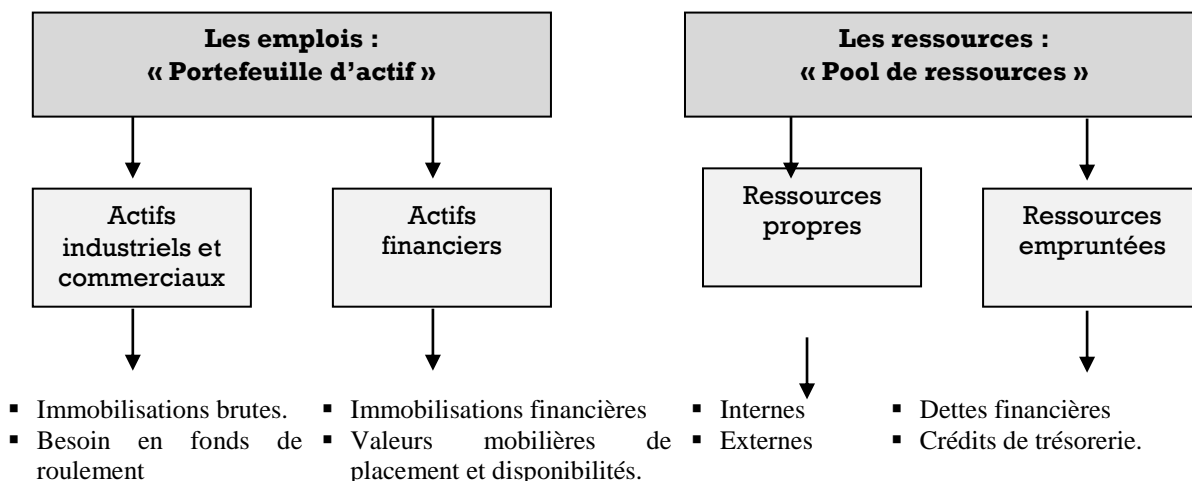 Les emplois :
« Portefeuille d’actif »
Les ressources :
« Pool de ressources »
Actifs
industriels et
commerciaux
Actifs
financiers
Ressources
propres
Ressources
empruntées
▪ Immobilisations brutes.
▪ Besoin en fonds de
roulement
▪ Immobilisations financières
▪ Valeurs mobilières de
placement et disponibilités.
▪ Internes
▪ Externes
▪ Dettes financières
▪ Crédits de trésorerie.